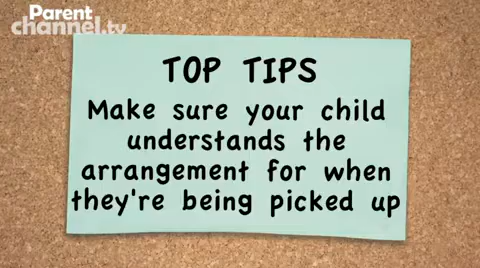 Parent
channel.tv
TOP TIPS
Make sure your child
understands the
arrangement for when
they're being picked up